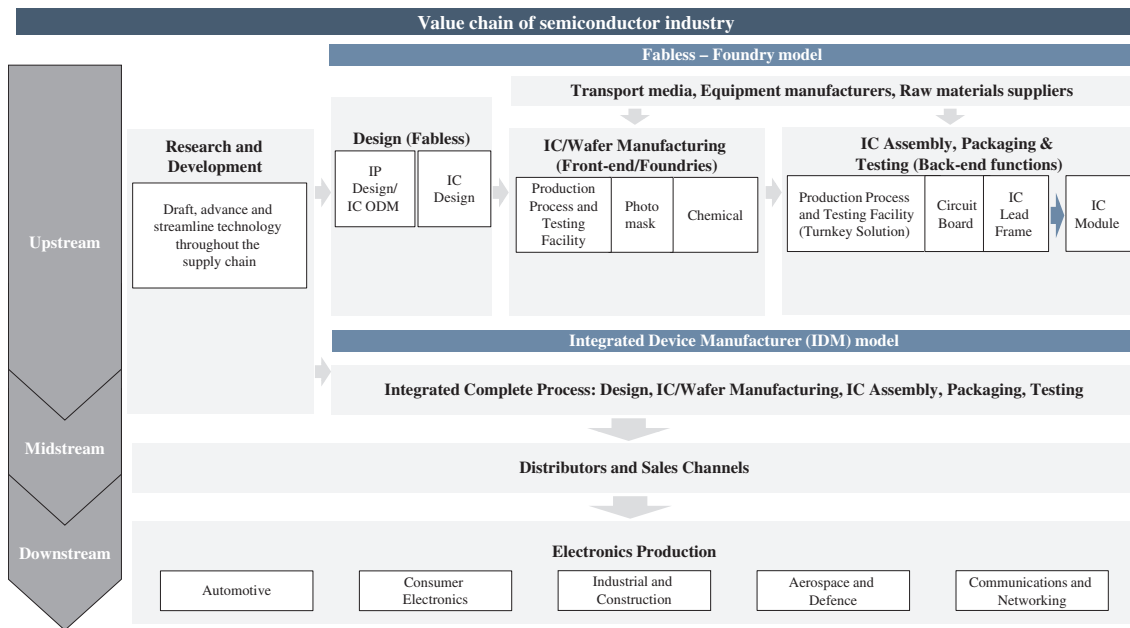 Value chain of semiconductor industry
Fabless – Foundry model
Transport media, Equipment manufacturers, Raw materials suppliers
Research and
Development
Draft, advance and
streamline technology
throughout the
supply chain
Design (Fabless)
IP
Design/
IC ODM
IC
Design
IC/Wafer Manufacturing
(Front-end/Foundries)
Production
Process and
Testing
Facility
Photo
mask
Chemical
IC Assembly, Packaging &
Testing (Back-end functions)
Production Process
and Testing Facility
(Turnkey Solution)
Circuit
Board
IC
Lead
Frame
IC
Module
Upstream
Integrated Device Manufacturer (IDM) model
Integrated Complete Process: Design, IC/Wafer Manufacturing, IC Assembly, Packaging, Testing
Midstream
Distributors and Sales Channels
Downstream
Electronics Production
Automotive
Consumer
Electronics
Industrial and
Construction
Aerospace and
Defence
Communications and
Networking